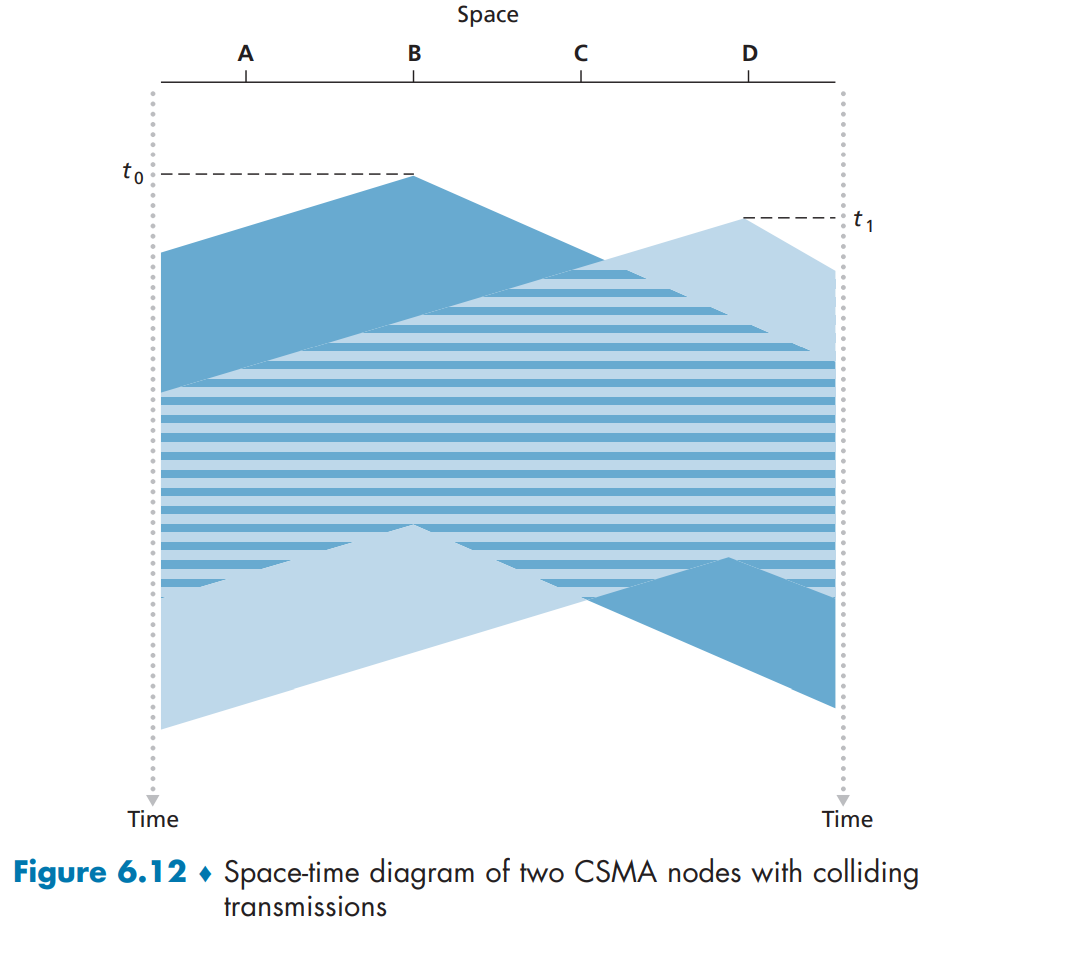 Space
A B C D
t0
t1
Time Time
Figure 6.12 ♦ Space-time diagram of two CSMA nodes with colliding
transmissions